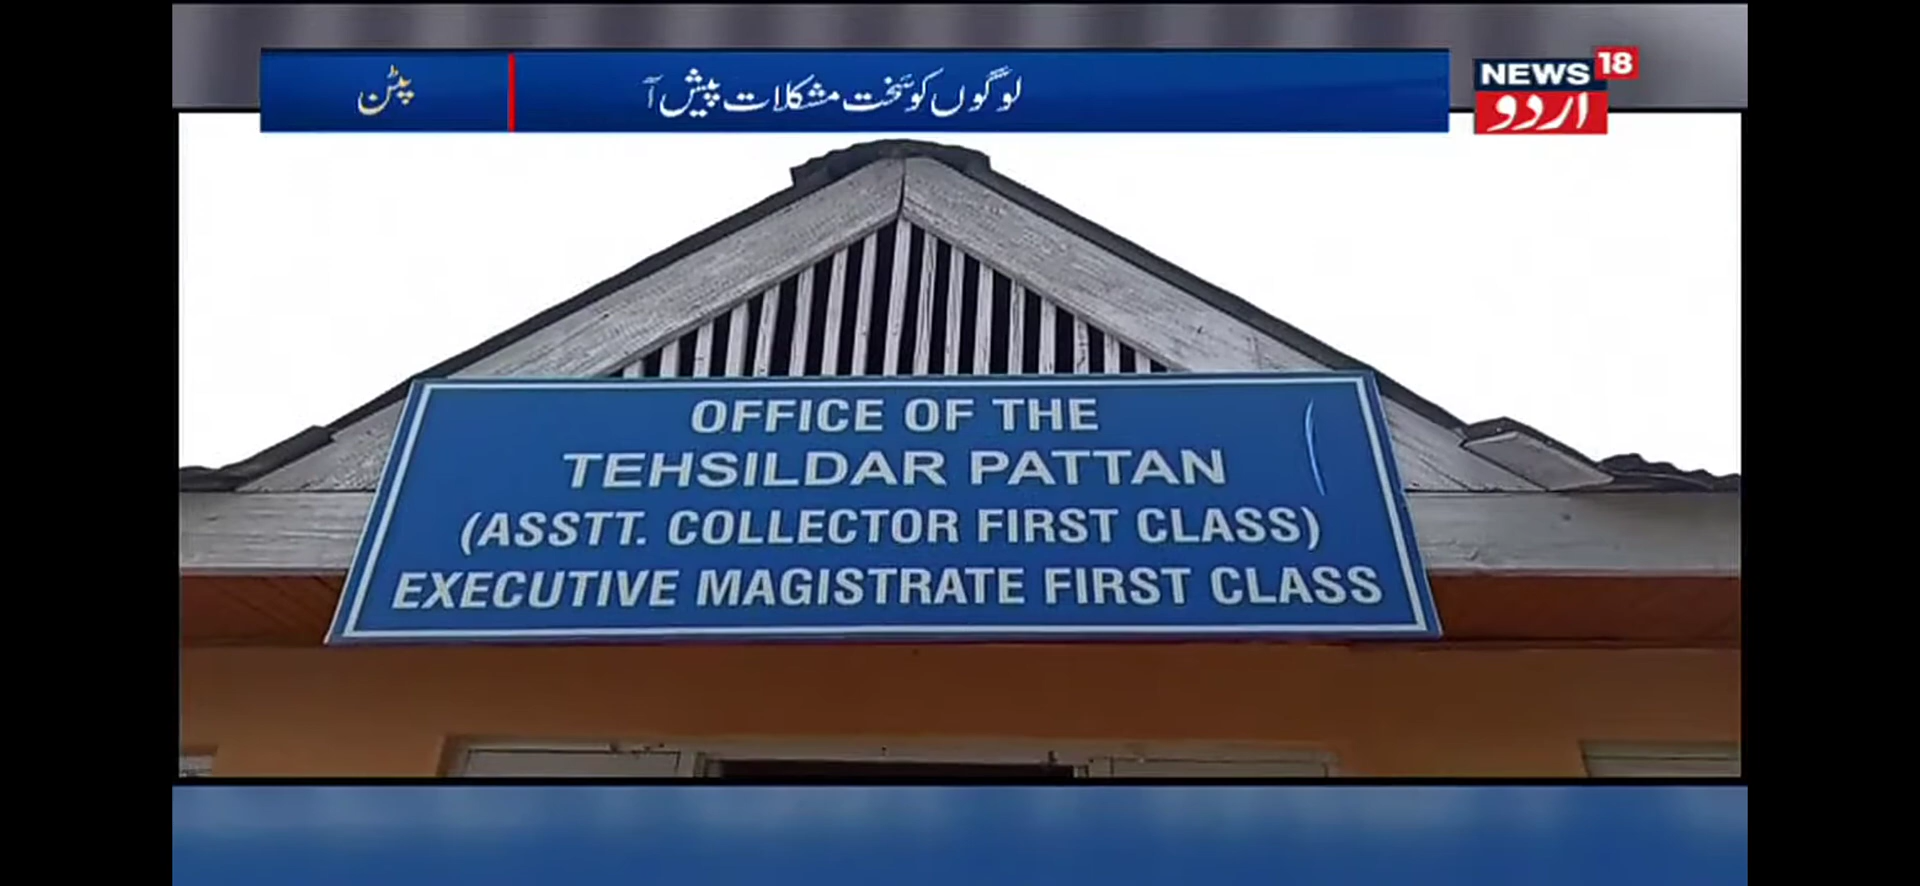 پٹن
لوگوں کو سخت مشکلات پیش آ
NEWS 18
اردو
OFFICE OF THE
TEHSILDAR PATTAN
(ASSTT. COLLECTOR FIRST CLASS)
EXECUTIVE MAGISTRATE FIRST CLASS